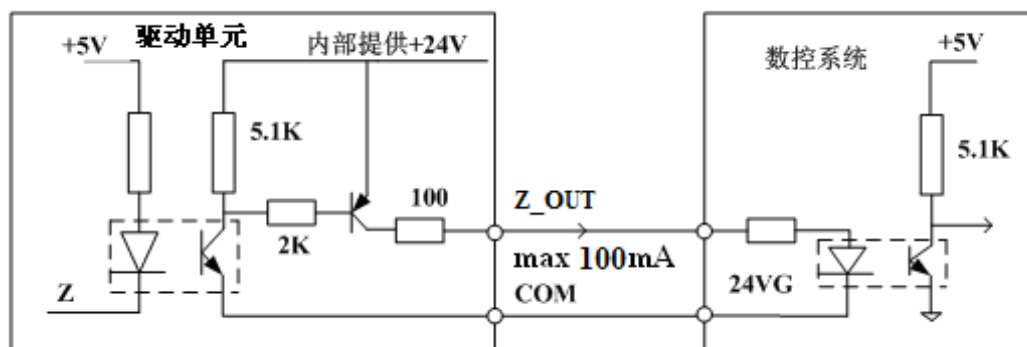 驱动单元
+5V
内部提供+24V
5.1K
2K
100
Z
Z_OUT
max 100mA
COM
数控系统
+5V
5.1K
24VG